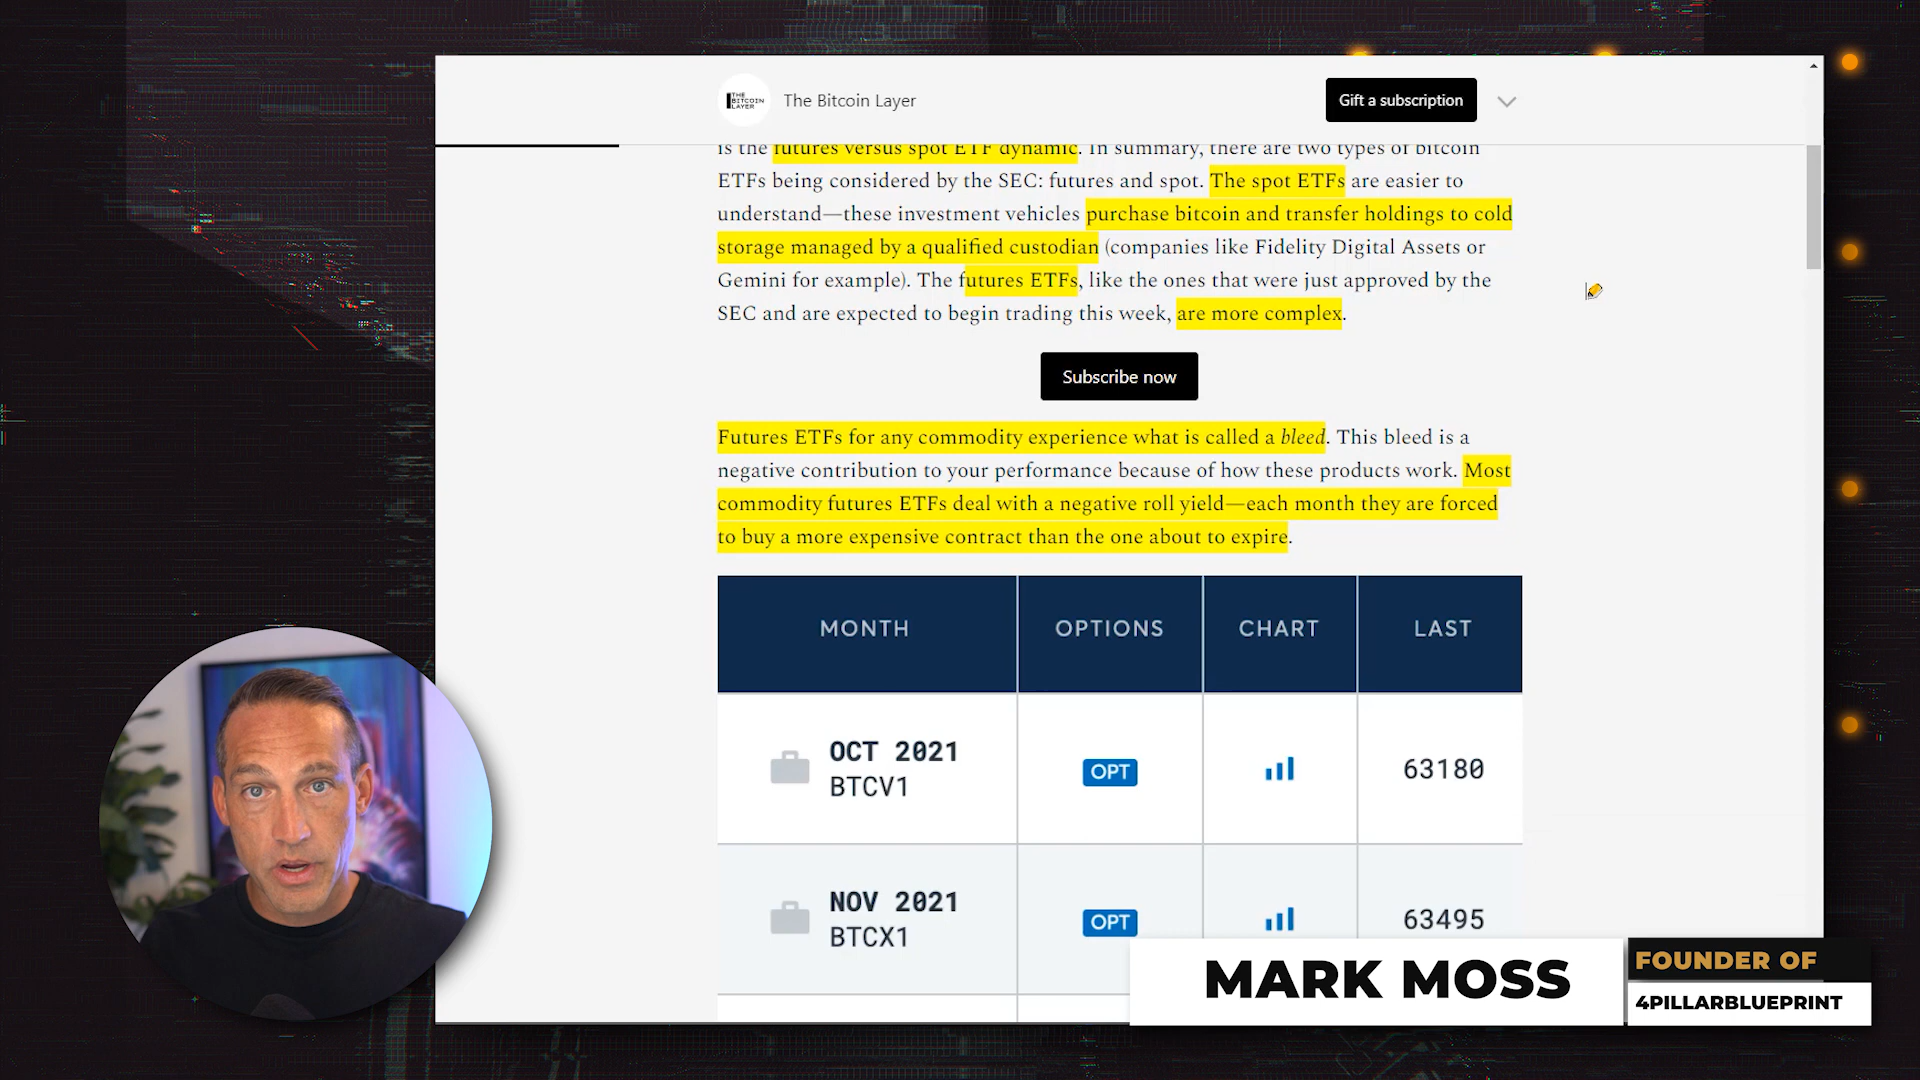 THE
BITCOIN
LAYER
The Bitcoin Layer
Gift a subscription
is the futures versus spot ETF dynamic. In summary, there are two types of bitcoin
ETFs being considered by the SEC: futures and spot. The spot ETFs are easier to
understand—these investment vehicles purchase bitcoin and transfer holdings to cold
storage managed by a qualified custodian (companies like Fidelity Digital Assets or
Gemini for example). The futures ETFs, like the ones that were just approved by the
SEC and are expected to begin trading this week, are more complex.
Subscribe now
Futures ETFs for any commodity experience what is called a bleed. This bleed is a
negative contribution to your performance because of how these products work. Most
commodity futures ETFs deal with a negative roll yield—each month they are forced
to buy a more expensive contract than the one about to expire.
MONTH OPTIONS CHART LAST
OCT 2021
BTCV1
OPT
63180
NOV 2021
BTCX1
OPT
63495
MARK MOSS
FOUNDER OF
4PILLARBLUEPRINT